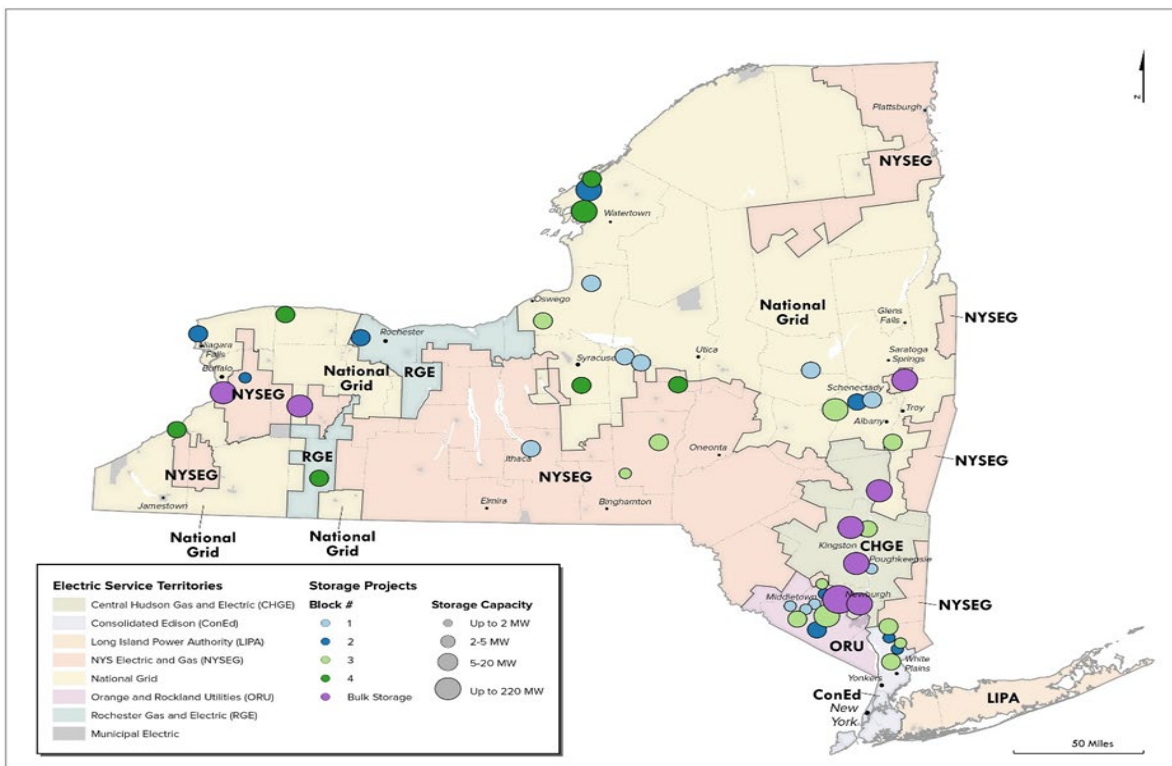 N
Plattsburgh
NYSEG
Watertown
Oswego
National
Grid
Glens
Falls
NYSEG
Rochester
Niagara
Falls
Buffalo
National
Grid
RGE
NYSEG
Syracuse
Utica
Saratoga
Springs
Schenectady
Troy
Albany
RGE
NYSEG
Ithaca
NYSEG
Oneonta
NYSEG
Jamestown
Elmira
Binghamton
National
Grid
National
Grid
Kingston
CHGE
Poughkeepsie
Middletown
Newburgh
NYSEG
ORU
White
Plains
Yonkers
ConEd
New
York
LIPA
50 Miles
Electric Service Territories
Central Hudson Gas and Electric (CHGE)
Consolidated Edison (ConEd)
Long Island Power Authority (LIPA)
NYS Electric and Gas (NYSEG)
National Grid
Orange and Rockland Utilities (ORU)
Rochester Gas and Electric (RGE)
Municipal Electric
Storage Projects
Block #
1
2
3
4
Bulk Storage
Storage Capacity
Up to 2 MW
2-5 MW
5-20 MW
Up to 220 MW